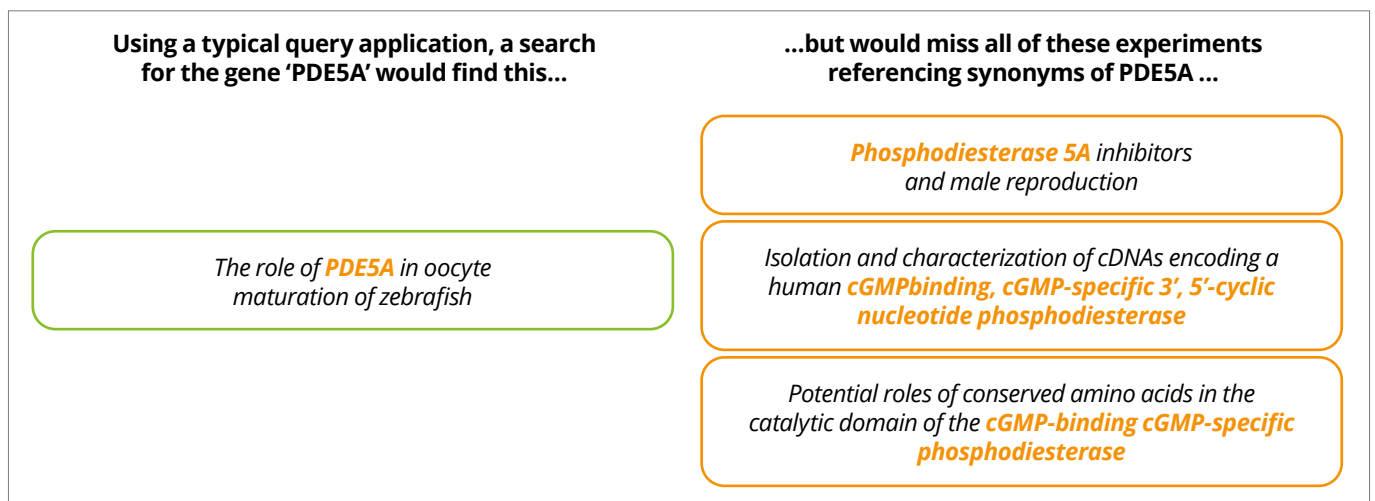 Using a typical query application, a search
for the gene ‘PDE5A’ would find this...
The role of PDE5A in oocyte
maturation of zebrafish
...but would miss all of these experiments
referencing synonyms of PDE5A ...
Phosphodiesterase 5A inhibitors
and male reproduction
Isolation and characterization of cDNAs encoding a
human cGMPbinding, cGMP-specific 3’, 5’-cyclic
nucleotide phosphodiesterase
Potential roles of conserved amino acids in the
catalytic domain of the cGMP-binding cGMP-specific
phosphodiesterase